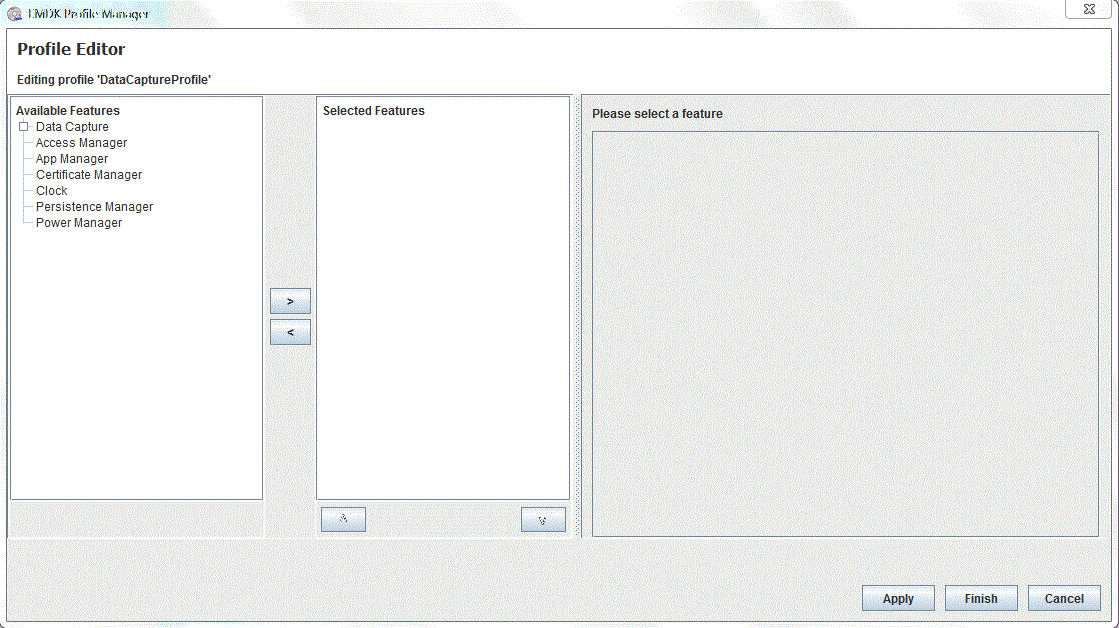 EMDK Profile Manager
Profile Editor
Editing profile 'DataCaptureProfile'
Available Features
Data Capture
Access Manager
App Manager
Certificate Manager
Clock
Persistence Manager
Power Manager
>
<
Selected Features
Please select a feature
Apply
Finish
Cancel